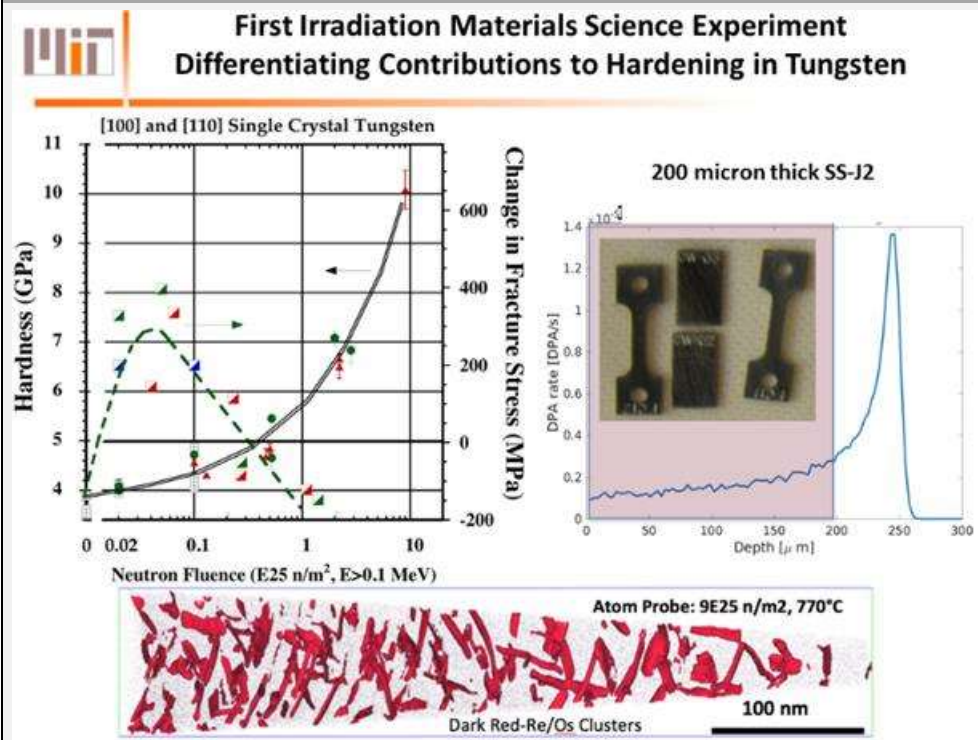 MIT
First Irradiation Materials Science Experiment
Differentiating Contributions to Hardening in Tungsten
[100] and [110] Single Crystal Tungsten
11
10
9
8
7
6
5
4
Hardness (GPa)
600
400
200
0
-200
Change in Fracture Stress (MPa)
0 0.02 0.1 1 10
Neutron Fluence (E25 n/m², E>0.1 MeV)
200 micron thick SS-J2
1.4
1.2
1
0.8
0.6
0.4
0.2
0
DPA rate [DPA/s]
0 50 100 150 200 250 300
Depth [μ m]
Atom Probe: 9E25 n/m2, 770°C
Dark Red-Re/Os Clusters
100 nm